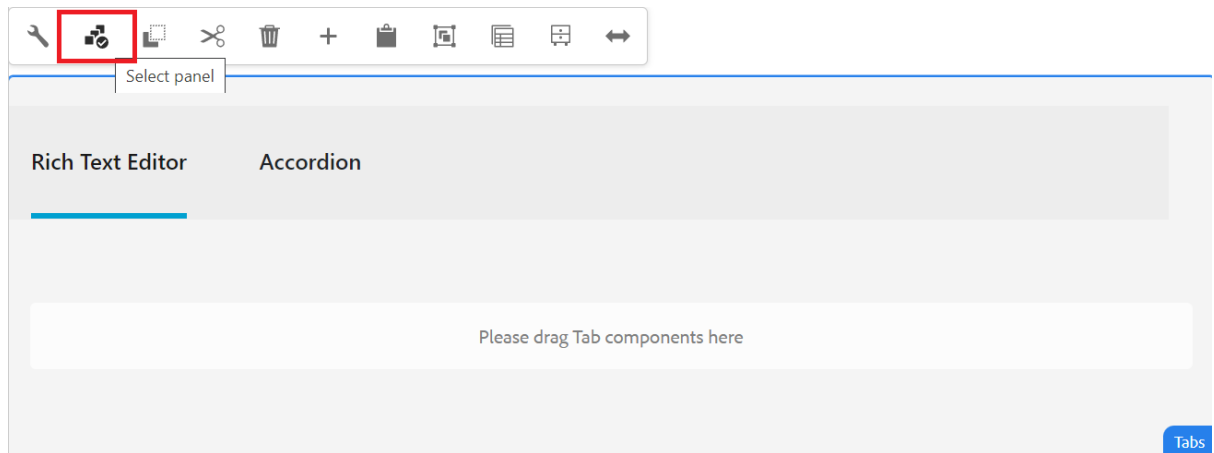 Select panel
Rich Text Editor
Accordion
Please drag Tab components here
Tabs